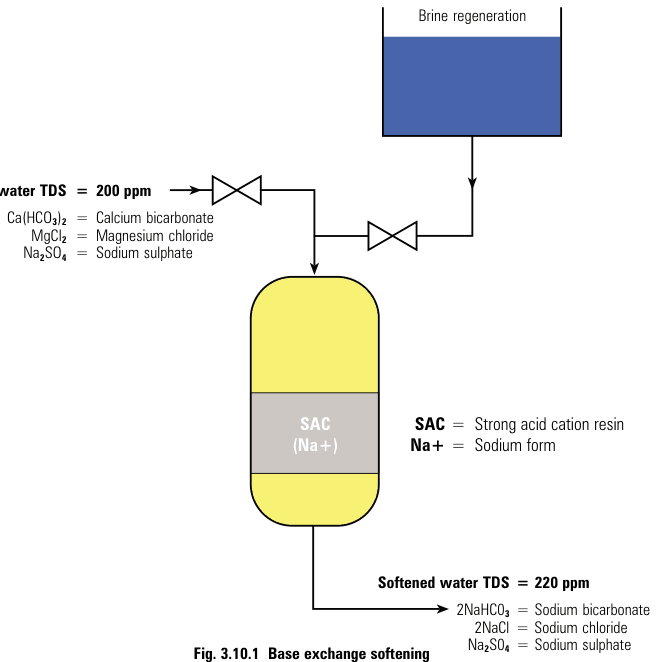 Brine regeneration
water TDS = 200 ppm
Ca(HCO₃)₂ = Calcium bicarbonate
MgCl₂ = Magnesium chloride
Na₂SO₄ = Sodium sulphate
SAC
(Na+)
SAC = Strong acid cation resin
Na+ = Sodium form
Softened water TDS = 220 ppm
2NaHCO₃ = Sodium bicarbonate
2NaCl = Sodium chloride
Na₂SO₄ = Sodium sulphate
Fig. 3.10.1 Base exchange softening